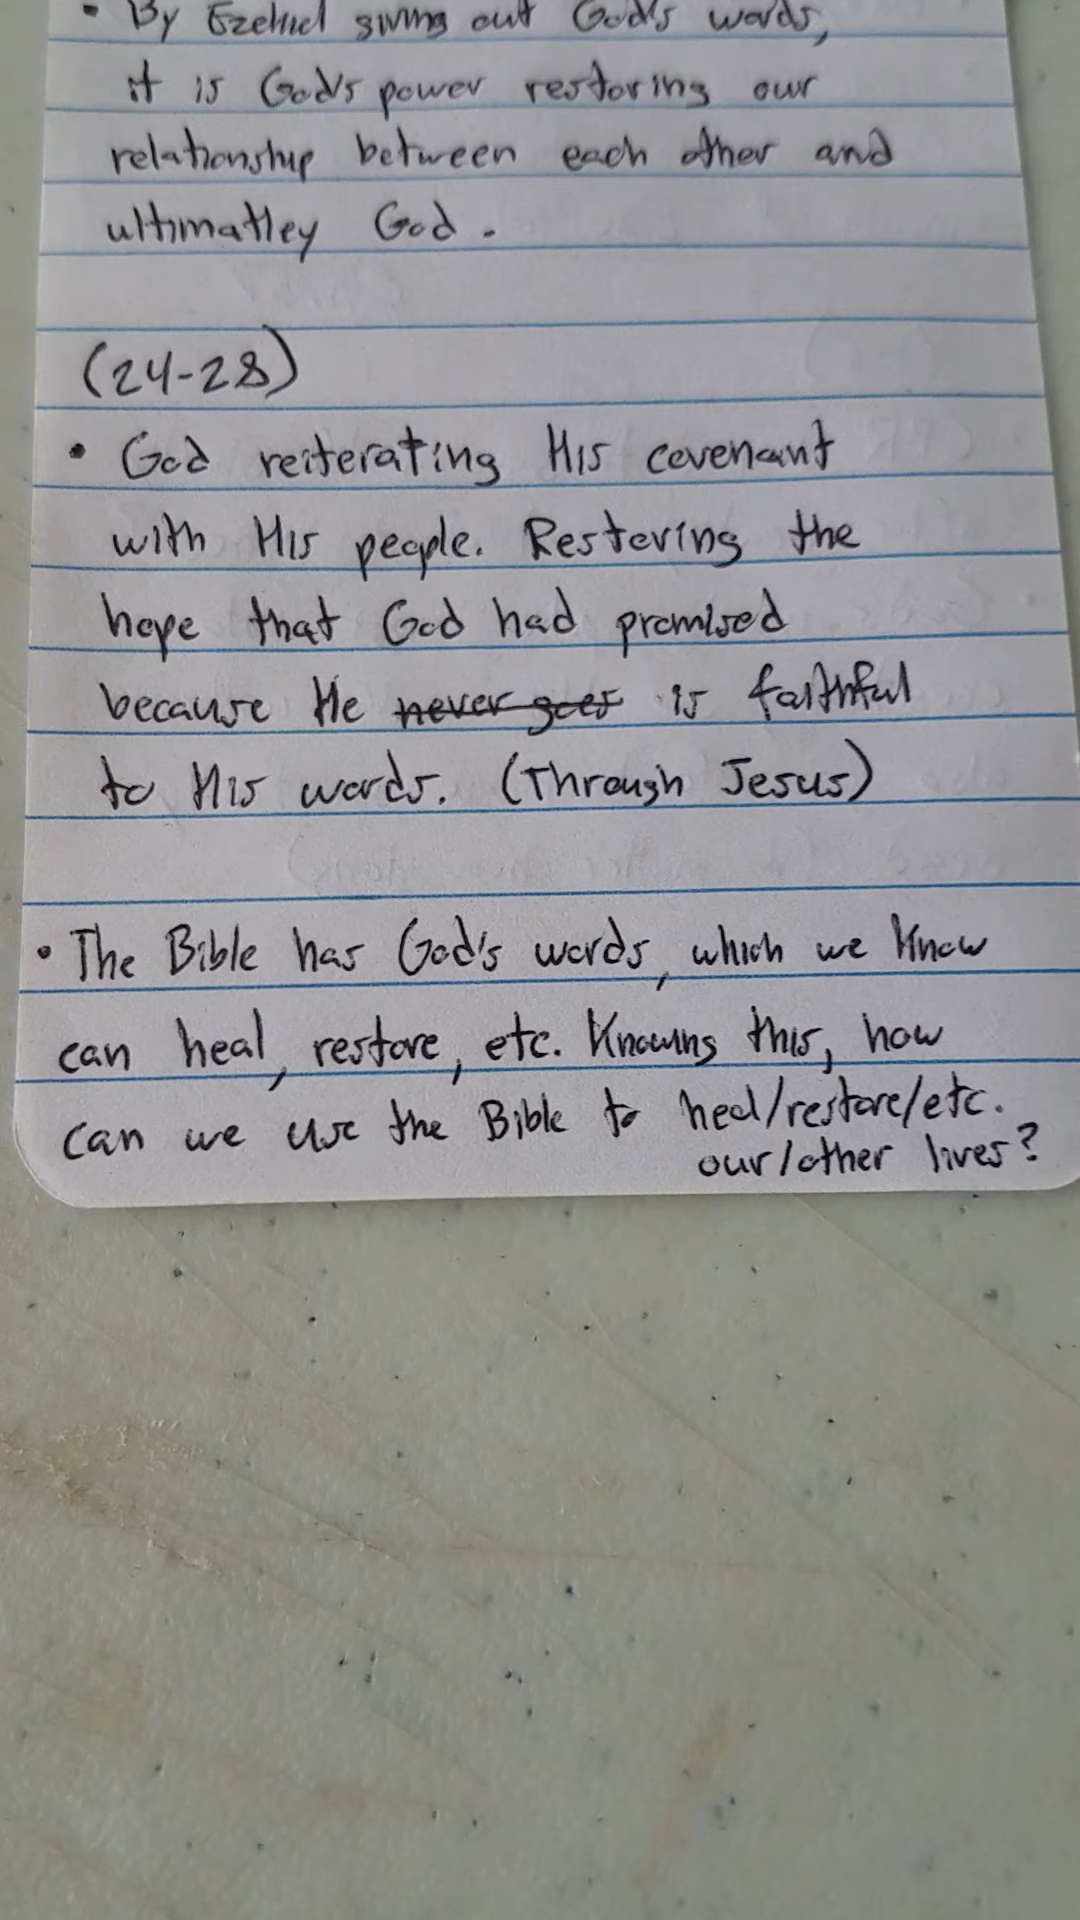 • By Ezekiel giving out God's words,
it is God's power restoring our
relationship between each other and
ultimatley God.
(24-28)
• God reiterating His covenant
with His people. Restoring the
hope that God had promised
because He never goes is faithful
to His words. (Through Jesus)
• The Bible has God's words, which we know
can heal, restore, etc. Knowing this, how
can we use the Bible to heal/restore/etc.
our/other lives?